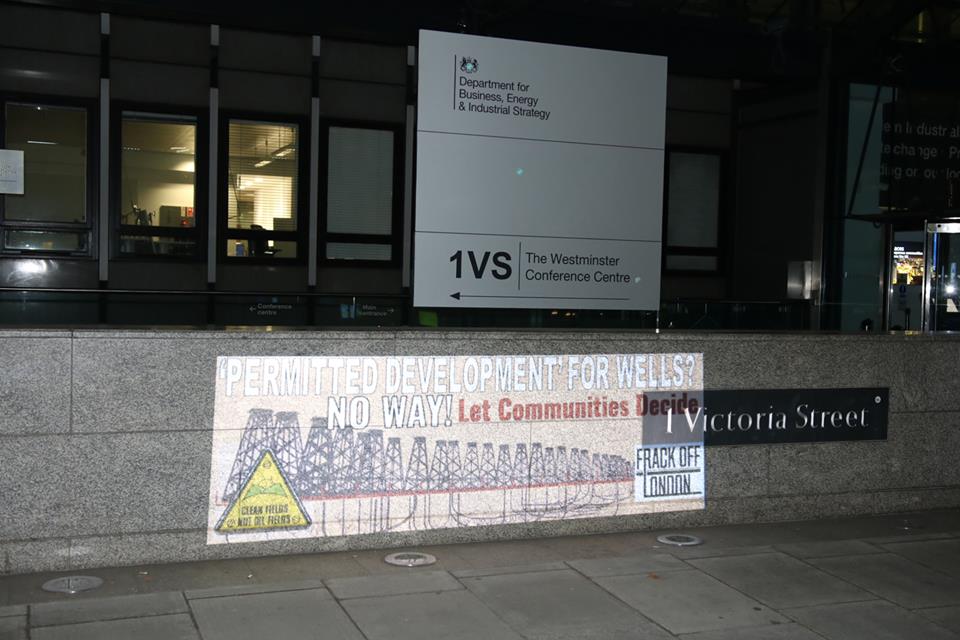 Department for
Business, Energy
& Industrial Strategy
1VS
The Westminster
Conference Centre
Conference
centre
Main
entrance
'PERMITTED DEVELOPMENT' FOR WELLS?
NO WAY! Let Communities Decide
1 Victoria Street
FRACK OFF
LONDON
CLEAN FIELDS
NOT OIL FIELDS